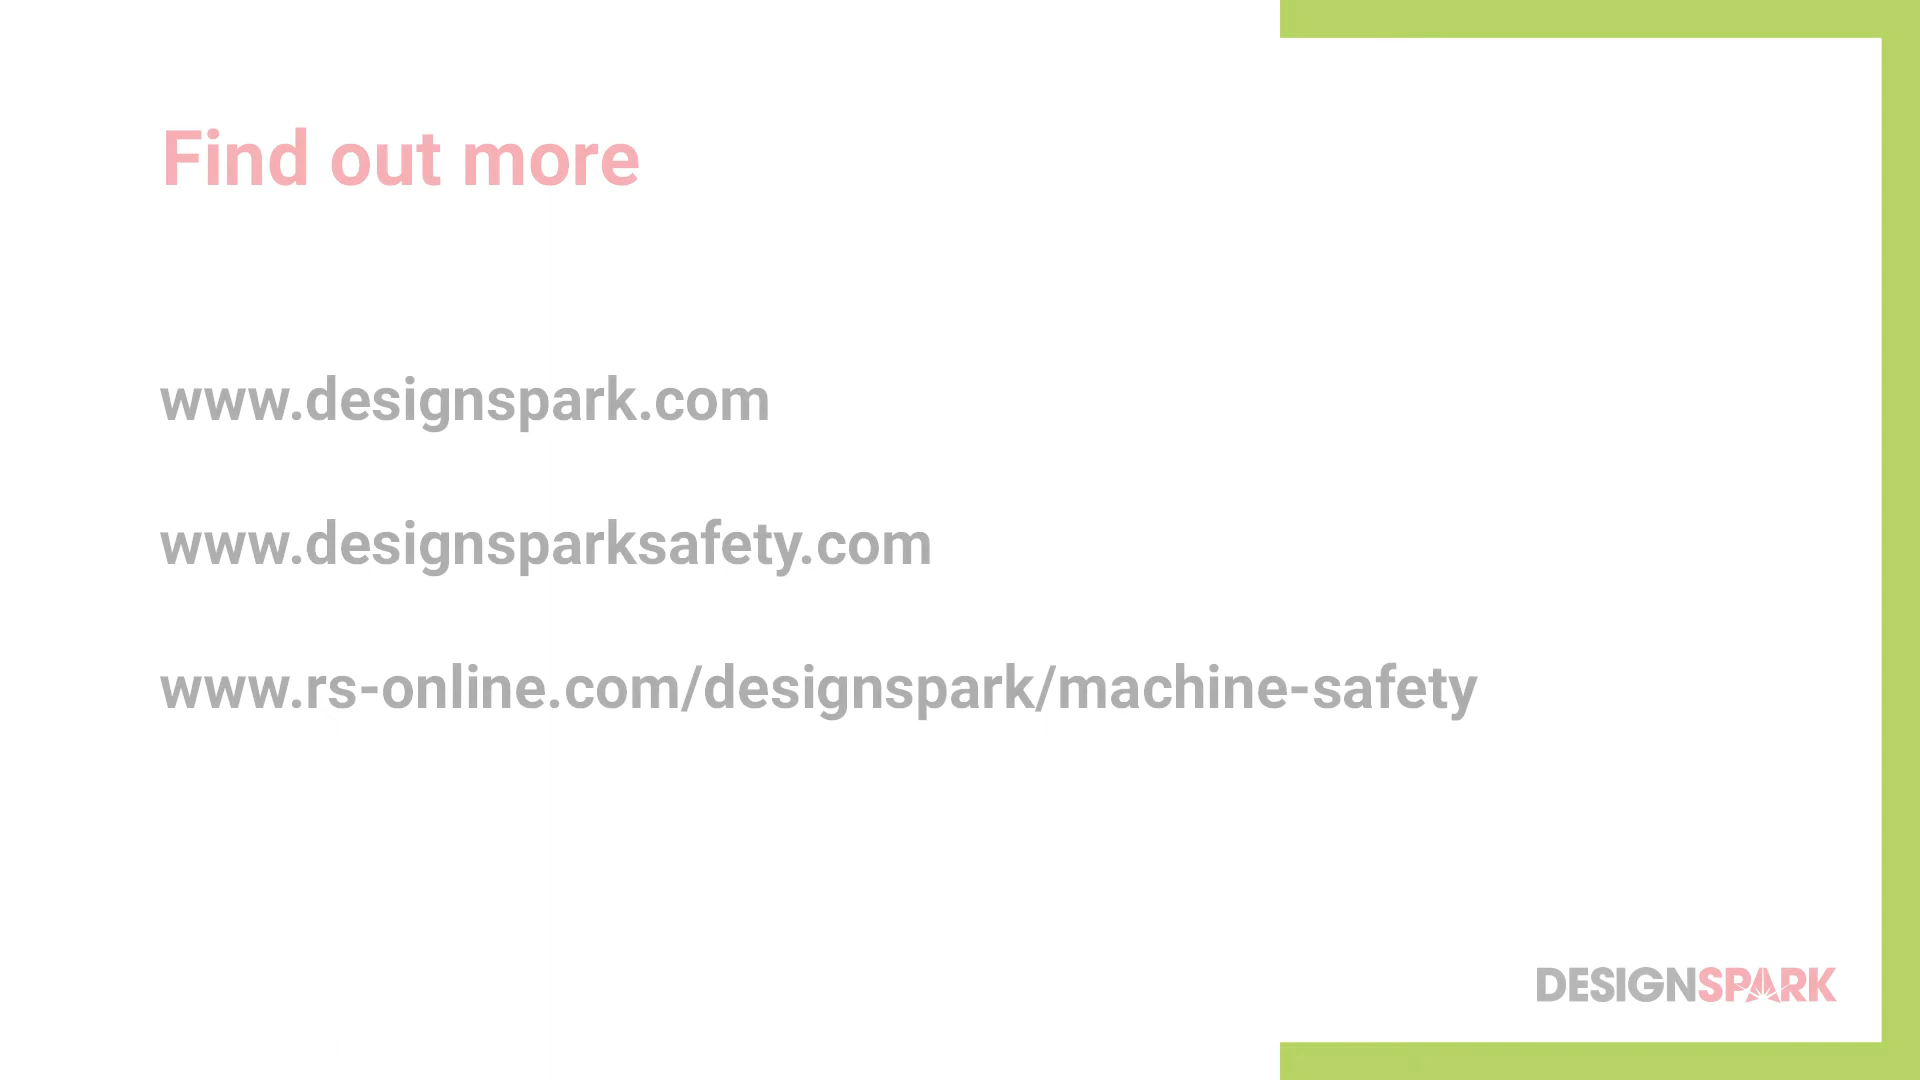 Find out more
www.designspark.com
www.designsparksafety.com
www.rs-online.com/designspark/machine-safety
DESIGNSPARK